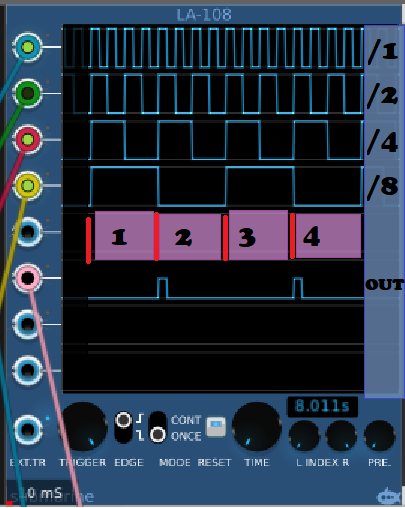 LA-108
/1
/2
/4
/8
1 2 3 4
OUT
8.011s
CONT
ONCE
EXT.TR TRIGGER EDGE MODE RESET TIME L INDEX R PRE.
0 mS